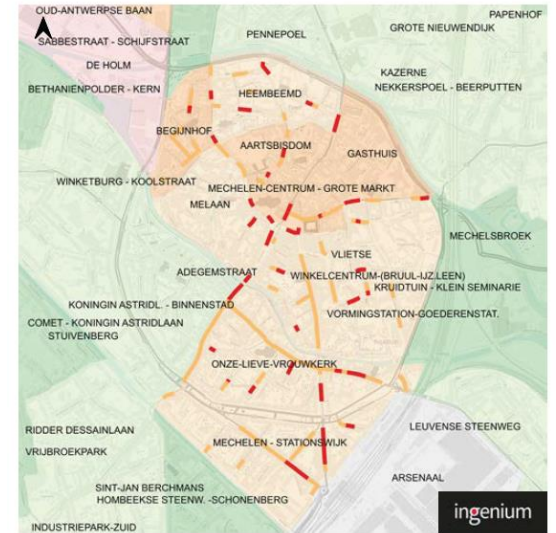 OUD-ANTWERPSE BAAN
PAPENHOF
GROTE NIEUWENDIJK
PENNEPOEL
SABBESTRAAT - SCHIJFSTRAAT
DE HOLM
KAZERNE
BETHANIENPOLDER - KERN
NEKKERSPOEL - BEERPUTTEN
HEEMBEEMD
BEGIJNHOF
AARTSBISDOM
GASTHUIS
WINKETBURG - KOOLSTRAAT
MECHELEN-CENTRUM - GROTE MARKT
MELAAN
MECHELSBROEK
VLIETSE
ADEGEMSTRAAT
WINKELCENTRUM-(BRUUL-IJZ.LEEN)
KRUIDTUIN - KLEIN SEMINARIE
KONINGIN ASTRIDL. - BINNENSTAD
VORMINGSTATION-GOEDERENSTAT.
COMET - KONINGIN ASTRIDLAAN
STUIVENBERG
ONZE-LIEVE-VROUWKERK
RIDDER DESSAINLAAN
LEUVENSE STEENWEG
MECHELEN - STATIONSWIJK
VRIJBROEKPARK
ARSENAAL
SINT-JAN BERCHMANS
HOMBEEKSE STEENW. -SCHONENBERG
ingenium
INDUSTRIEPARK-ZUID